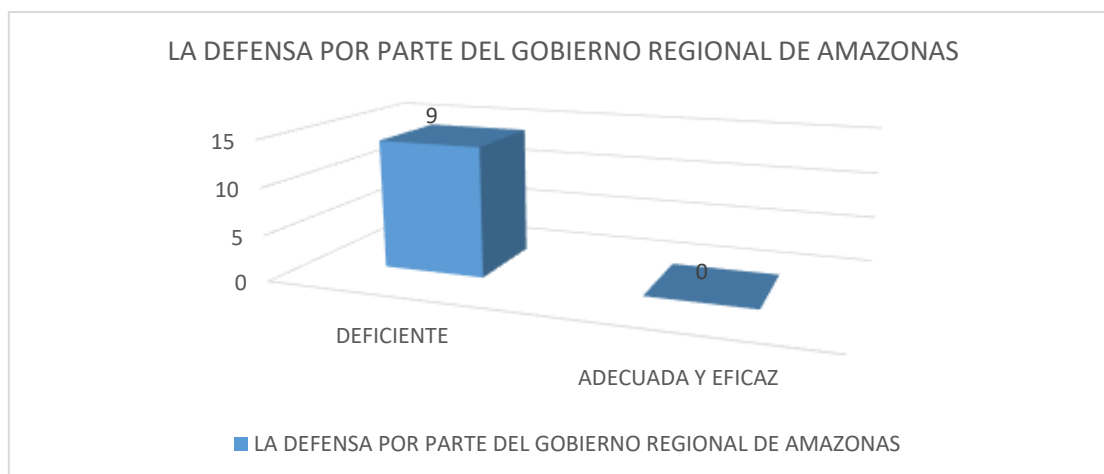 LA DEFENSA POR PARTE DEL GOBIERNO REGIONAL DE AMAZONAS
9
15
10
5
0
0
DEFICIENTE
ADECUADA Y EFICAZ
LA DEFENSA POR PARTE DEL GOBIERNO REGIONAL DE AMAZONAS